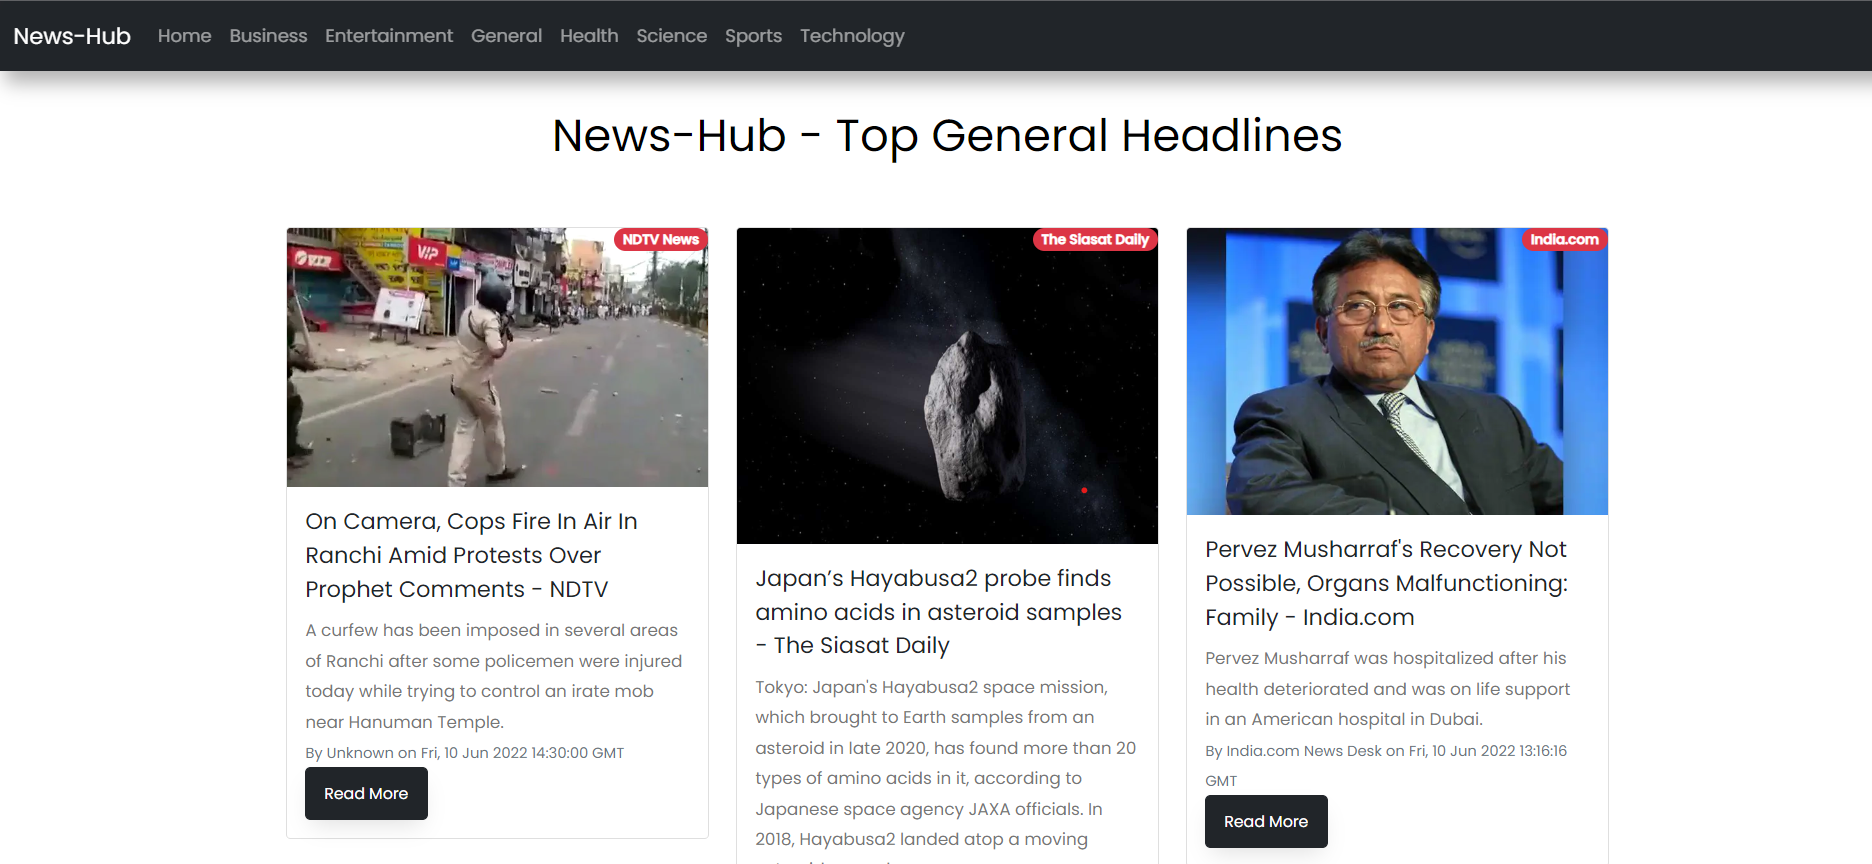 News-Hub Home Business Entertainment General Health Science Sports Technology
News-Hub - Top General Headlines
NDTV News
VIP
On Camera, Cops Fire In Air In
Ranchi Amid Protests Over
Prophet Comments - NDTV
A curfew has been imposed in several areas
of Ranchi after some policemen were injured
today while trying to control an irate mob
near Hanuman Temple.
By Unknown on Fri, 10 Jun 2022 14:30:00 GMT
Read More
The Siasat Daily
Japan’s Hayabusa2 probe finds
amino acids in asteroid samples
- The Siasat Daily
Tokyo: Japan's Hayabusa2 space mission,
which brought to Earth samples from an
asteroid in late 2020, has found more than 20
types of amino acids in it, according to
Japanese space agency JAXA officials. In
2018, Hayabusa2 landed atop a moving
India.com
Pervez Musharraf's Recovery Not
Possible, Organs Malfunctioning:
Family - India.com
Pervez Musharraf was hospitalized after his
health deteriorated and was on life support
in an American hospital in Dubai.
By India.com News Desk on Fri, 10 Jun 2022 13:16:16
GMT
Read More